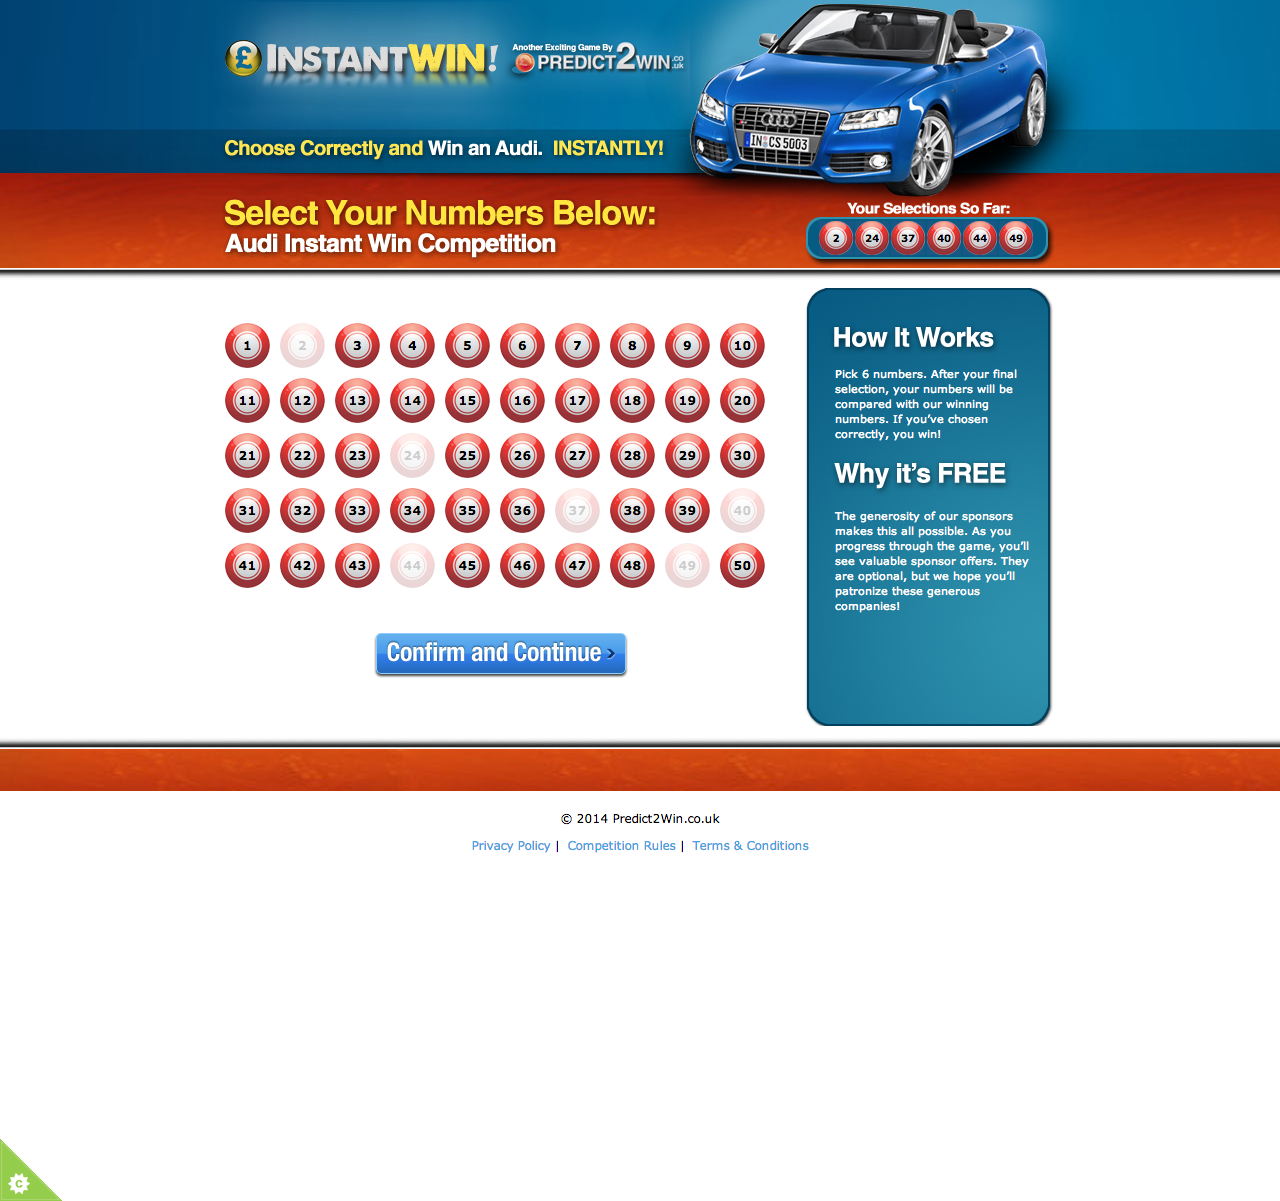 £ INSTANTWIN!
Another Exciting Game By
PREDICT2WIN.co.uk
IN CS 5003
Choose Correctly and Win an Audi. INSTANTLY!
Select Your Numbers Below:
Audi Instant Win Competition
Your Selections So Far:
2 24 37 40 44 49
1 2 3 4 5 6 7 8 9 10
11 12 13 14 15 16 17 18 19 20
21 22 23 24 25 26 27 28 29 30
31 32 33 34 35 36 37 38 39 40
41 42 43 44 45 46 47 48 49 50
Confirm and Continue ›
How It Works
Pick 6 numbers. After your final
selection, your numbers will be
compared with our winning
numbers. If you’ve chosen
correctly, you win!
Why it’s FREE
The generosity of our sponsors
makes this all possible. As you
progress through the game, you’ll
see valuable sponsor offers. They
are optional, but we hope you’ll
patronize these generous
companies!
© 2014 Predict2Win.co.uk
Privacy Policy | Competition Rules | Terms & Conditions
C